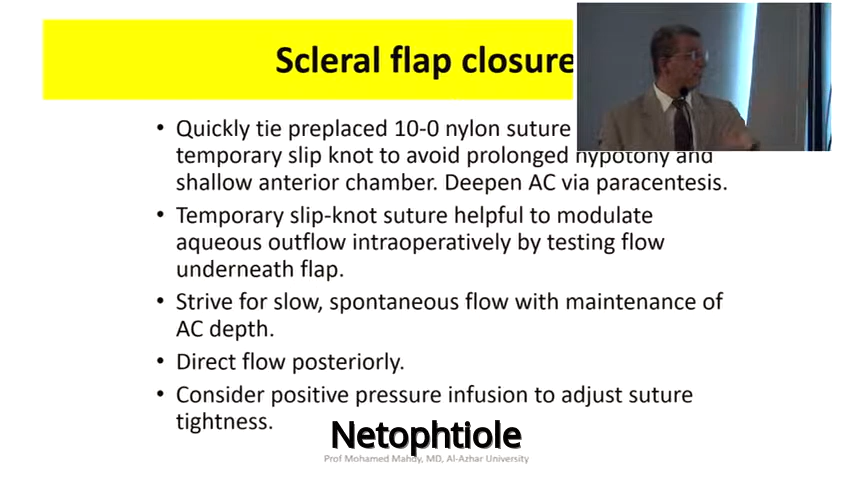 Scleral flap closure
• Quickly tie preplaced 10-0 nylon suture
temporary slip knot to avoid prolonged hypotony and
shallow anterior chamber. Deepen AC via paracentesis.
• Temporary slip-knot suture helpful to modulate
aqueous outflow intraoperatively by testing flow
underneath flap.
• Strive for slow, spontaneous flow with maintenance of
AC depth.
• Direct flow posteriorly.
• Consider positive pressure infusion to adjust suture
tightness.
Netophtiole
Prof Mohamed Mahdy, MD, Al-Azhar University